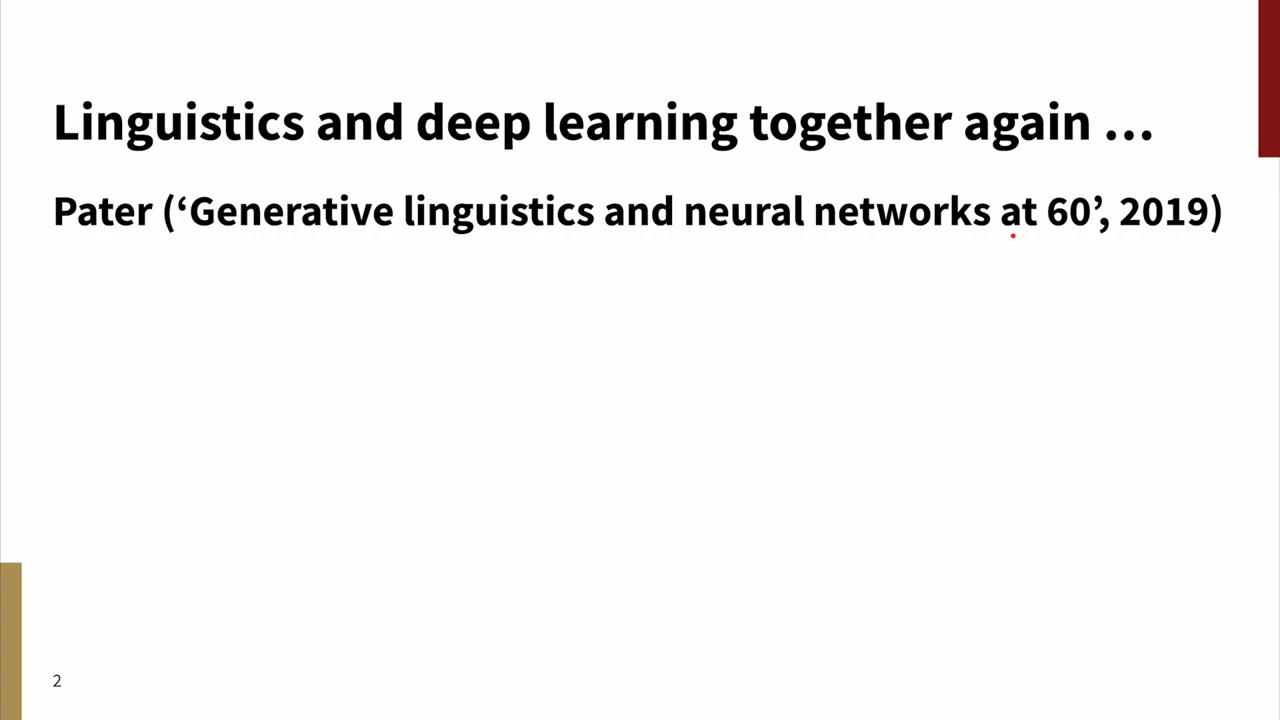 Linguistics and deep learning together again …
Pater (‘Generative linguistics and neural networks at 60’, 2019)
2